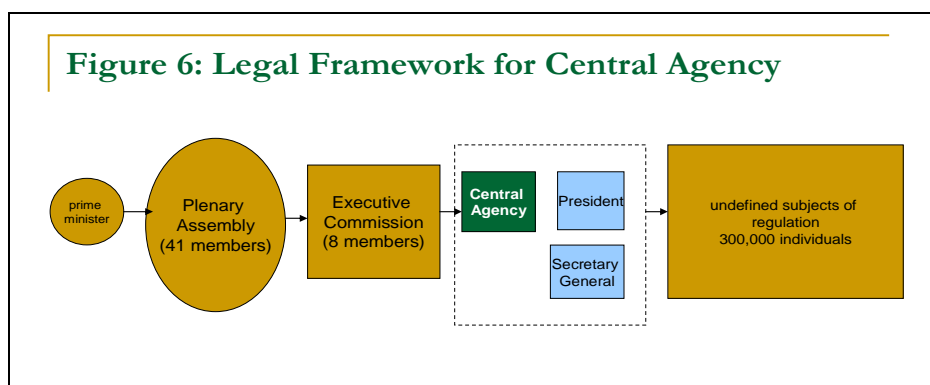 Figure 6: Legal Framework for Central Agency
prime
minister
Plenary
Assembly
(41 members)
Executive
Commission
(8 members)
Central
Agency
President
Secretary
General
undefined subjects of
regulation
300,000 individuals